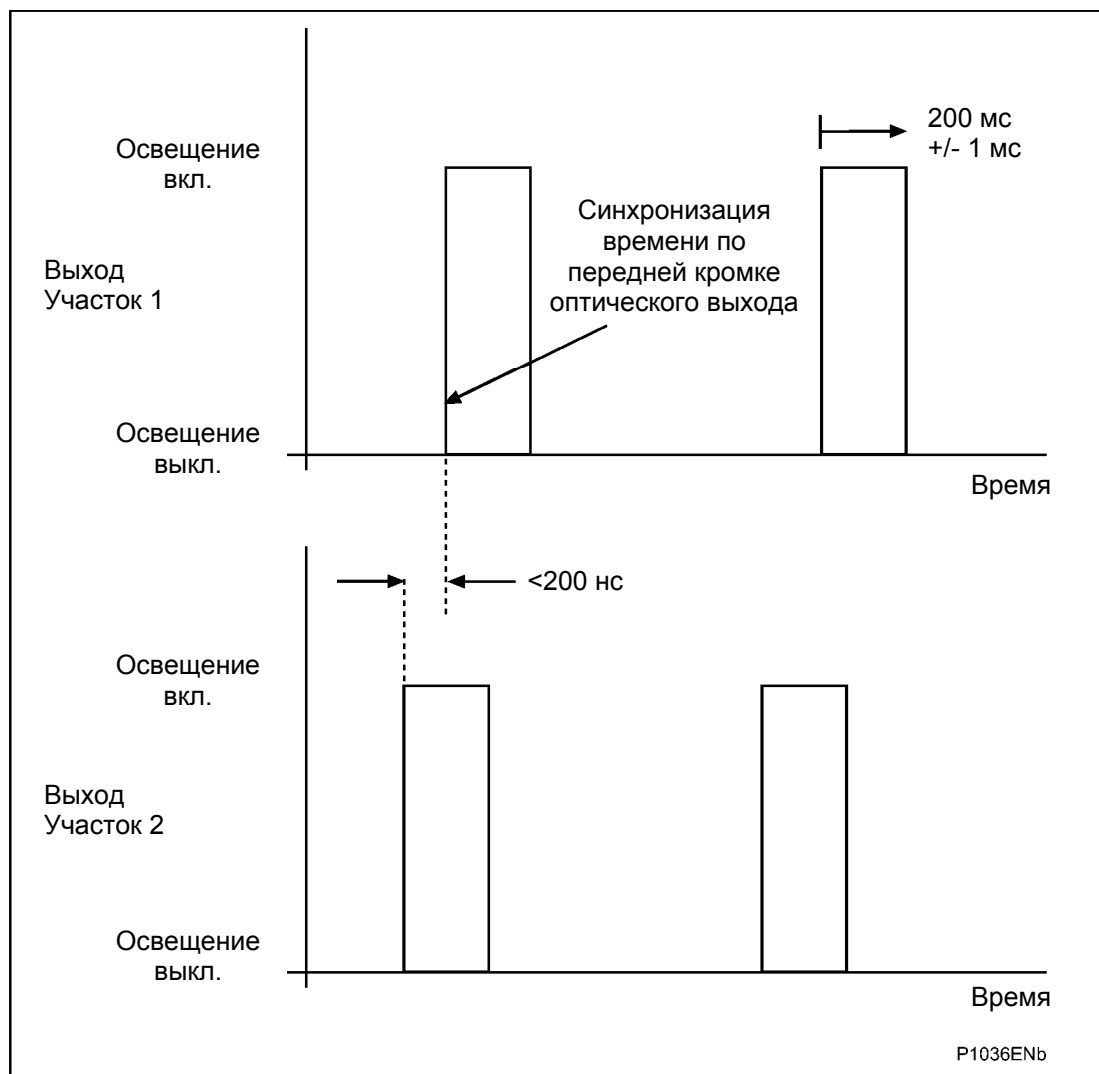 200 мс
+/- 1 мс
Освещение
вкл.
Синхронизация
времени по
передней кромке
оптического выхода
Выход
Участок 1
Освещение
выкл.
Время
<200 нс
Освещение
вкл.
Выход
Участок 2
Освещение
выкл.
Время
P1036ENb